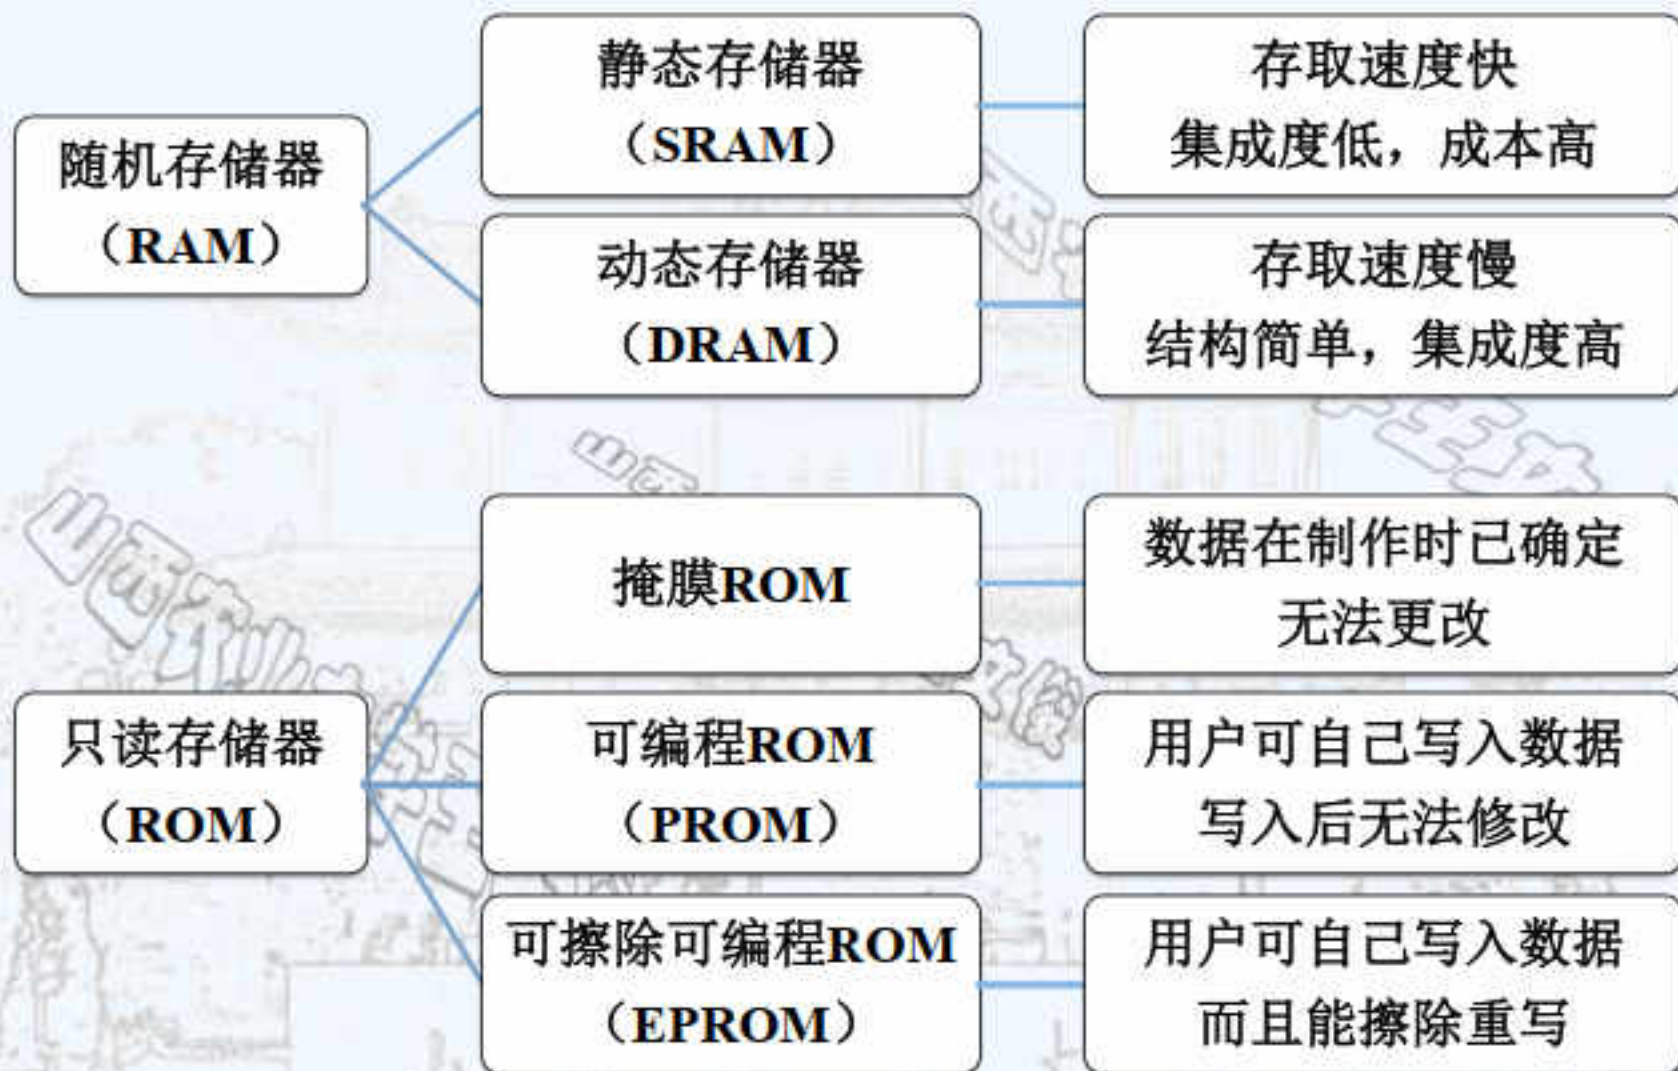 随机存储器
（RAM）
静态存储器
（SRAM）
存取速度快
集成度低，成本高
动态存储器
（DRAM）
存取速度慢
结构简单，集成度高
只读存储器
（ROM）
掩膜ROM
数据在制作时已确定
无法更改
可编程ROM
（PROM）
用户可自己写入数据
写入后无法修改
可擦除可编程ROM
（EPROM）
用户可自己写入数据
而且能擦除重写